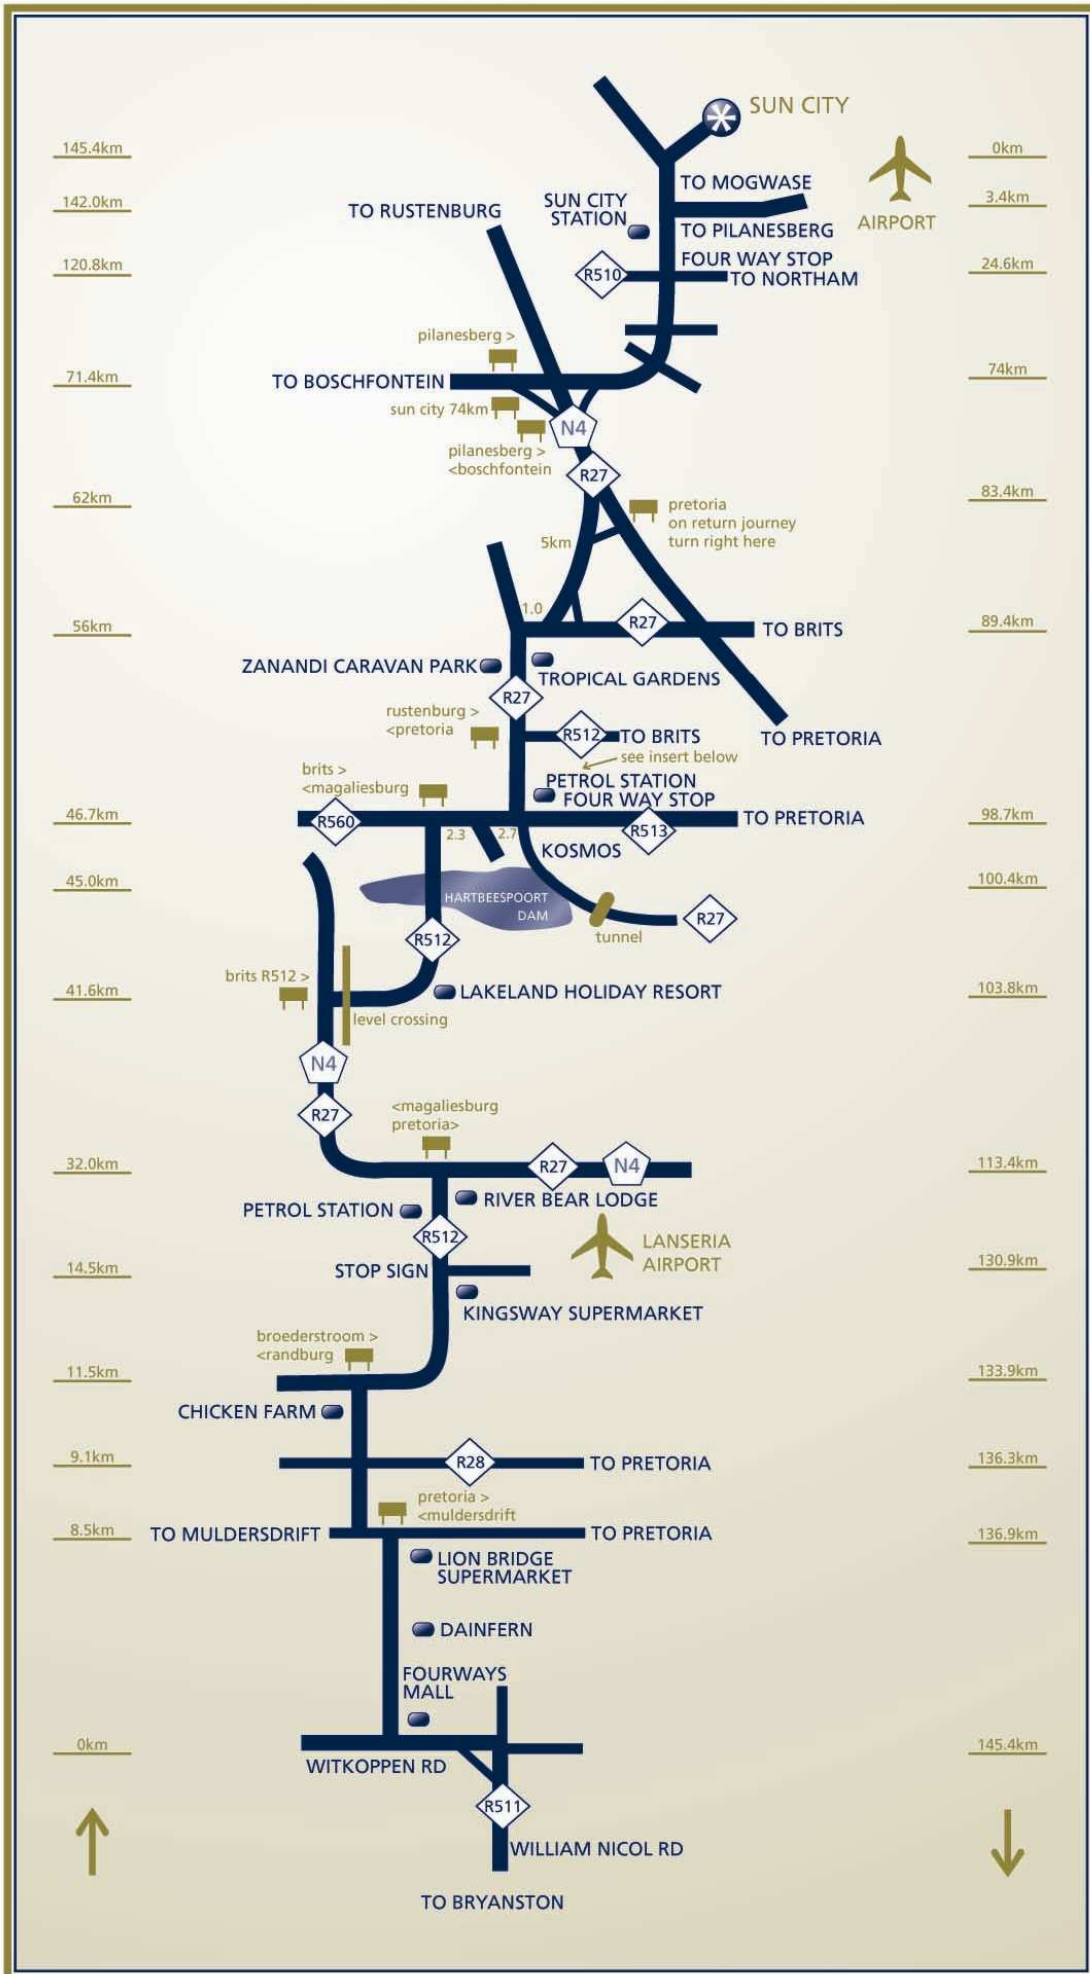 SUN CITY
145.4km
0km
TO MOGWASE
142.0km
3.4km
SUN CITY
STATION
TO RUSTENBURG
AIRPORT
TO PILANESBERG
120.8km
24.6km
FOUR WAY STOP
R510
TO NORTHAM
pilanesberg >
71.4km
74km
TO BOSCHFONTEIN
sun city 74km
N4
pilanesberg >
<boschfontein
R27
62km
83.4km
pretoria
on return journey
turn right here
5km
1.0
56km
89.4km
R27
TO BRITS
ZANANDI CARAVAN PARK
TROPICAL GARDENS
R27
rustenburg >
<pretoria
R512
TO BRITS
TO PRETORIA
see insert below
brits >
<magaliesburg
PETROL STATION
FOUR WAY STOP
46.7km
98.7km
R560
TO PRETORIA
2.3
2.7
R513
KOSMOS
45.0km
100.4km
HARTBEESPOORT
DAM
R27
tunnel
R512
brits R512 >
41.6km
103.8km
LAKELAND HOLIDAY RESORT
level crossing
N4
R27
<magaliesburg
pretoria>
32.0km
113.4km
R27
N4
RIVER BEAR LODGE
PETROL STATION
R512
LANSERIA
AIRPORT
14.5km
130.9km
STOP SIGN
KINGSWAY SUPERMARKET
broederstroom >
<randburg
11.5km
133.9km
CHICKEN FARM
9.1km
136.3km
R28
TO PRETORIA
pretoria >
<muldersdrift
8.5km
136.9km
TO MULDERSDRIFT
TO PRETORIA
LION BRIDGE
SUPERMARKET
DAINFERN
FOURWAYS
MALL
0km
145.4km
WITKOPPEN RD
R511
WILLIAM NICOL RD
TO BRYANSTON